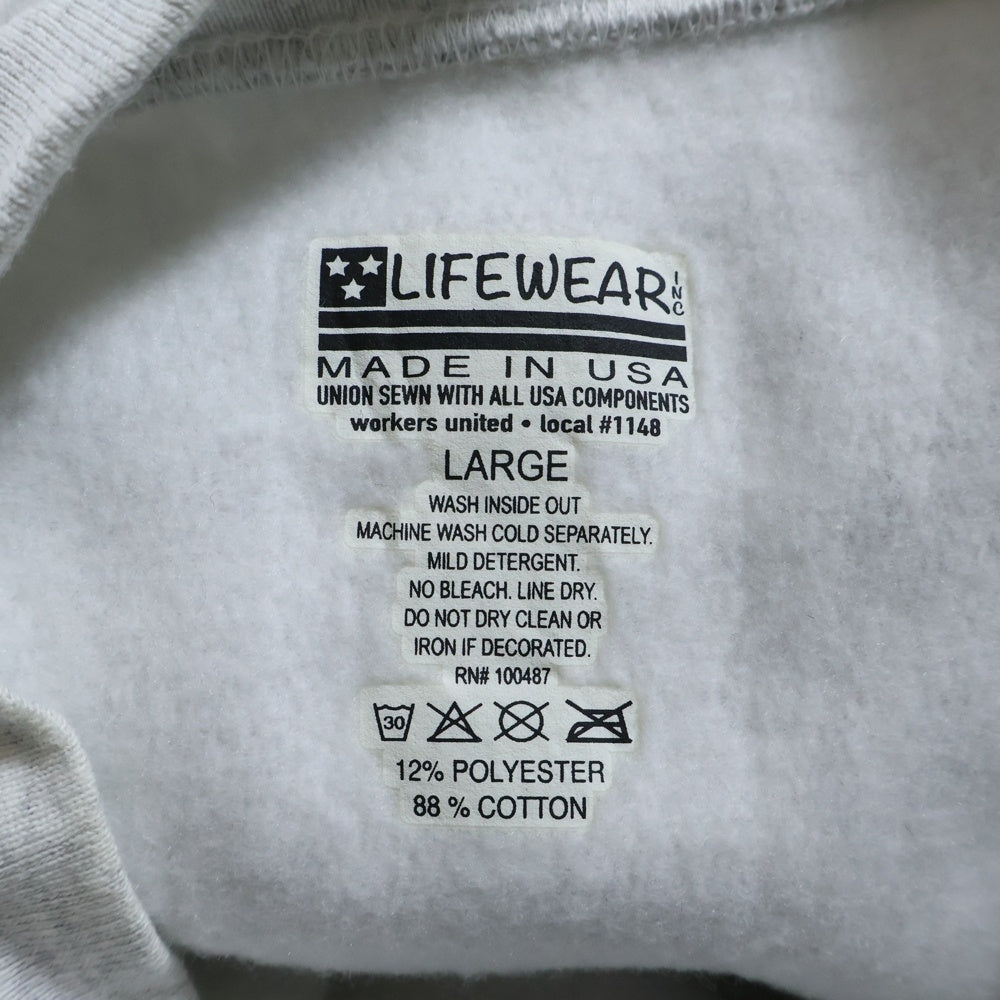 LIFEWEAR INC
MADE IN USA
UNION SEWN WITH ALL USA COMPONENTS
workers united • local #1148
LARGE
WASH INSIDE OUT
MACHINE WASH COLD SEPARATELY.
MILD DETERGENT.
NO BLEACH. LINE DRY.
DO NOT DRY CLEAN OR
IRON IF DECORATED.
RN# 100487
30
12% POLYESTER
88 % COTTON